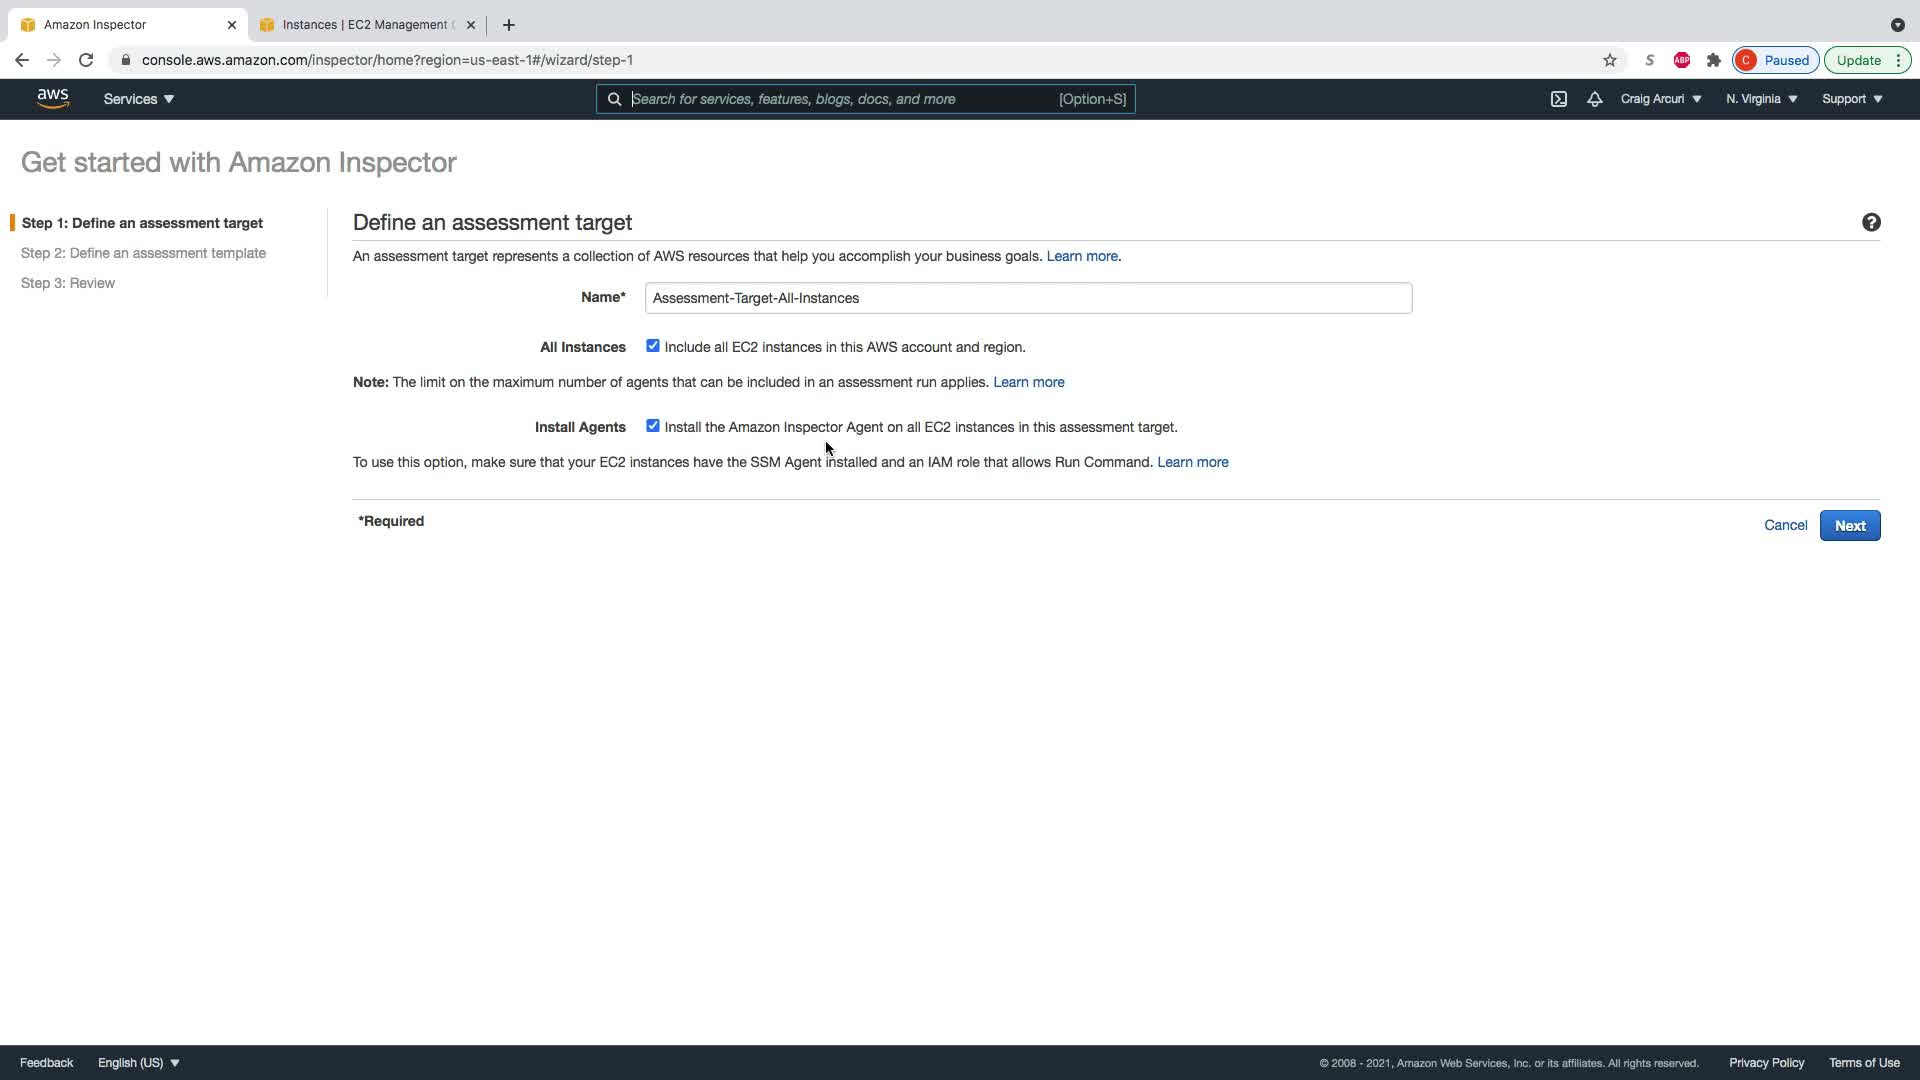 Amazon Inspector
Instances | EC2 Management
console.aws.amazon.com/inspector/home?region=us-east-1#/wizard/step-1
S
ABP
C Paused
Update
aws
Services
Search for services, features, blogs, docs, and more
[Option+S]
Craig Arcuri
N. Virginia
Support
Get started with Amazon Inspector
Step 1: Define an assessment target
Step 2: Define an assessment template
Step 3: Review
Define an assessment target
?
An assessment target represents a collection of AWS resources that help you accomplish your business goals. Learn more.
Name* Assessment-Target-All-Instances
All Instances Include all EC2 instances in this AWS account and region.
Note: The limit on the maximum number of agents that can be included in an assessment run applies. Learn more
Install Agents Install the Amazon Inspector Agent on all EC2 instances in this assessment target.
To use this option, make sure that your EC2 instances have the SSM Agent installed and an IAM role that allows Run Command. Learn more
*Required
Cancel
Next
Feedback
English (US)
© 2008 - 2021, Amazon Web Services, Inc. or its affiliates. All rights reserved.
Privacy Policy
Terms of Use